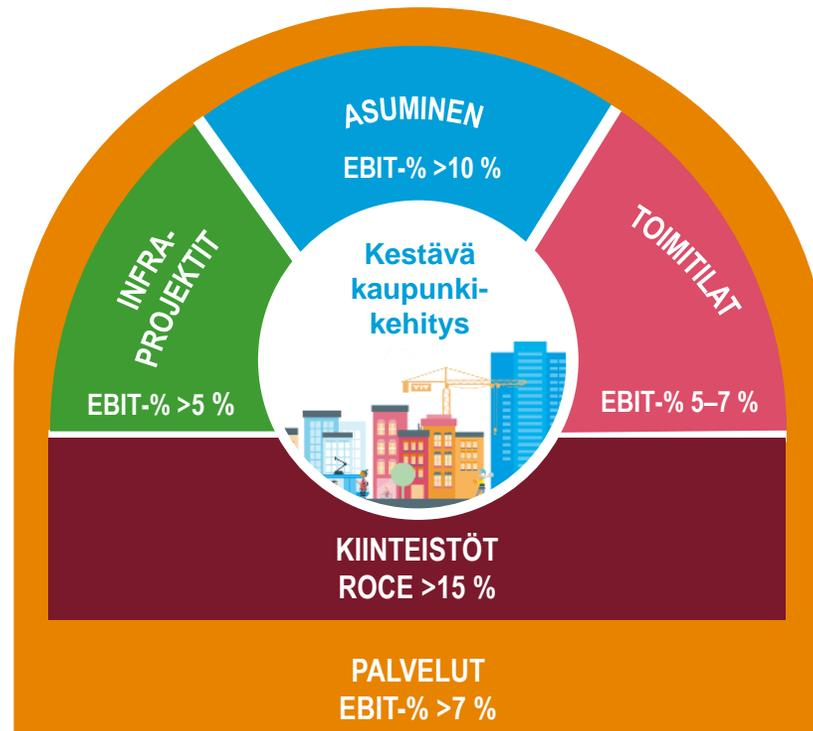 ASUMINEN
EBIT-% >10 %
INFRA-
PROJEKTIT
EBIT-% >5 %
TOIMITILAT
EBIT-% 5–7 %
Kestävä
kaupunki-
kehitys
YIT
KIINTEISTÖT
ROCE >15 %
PALVELUT
EBIT-% >7 %